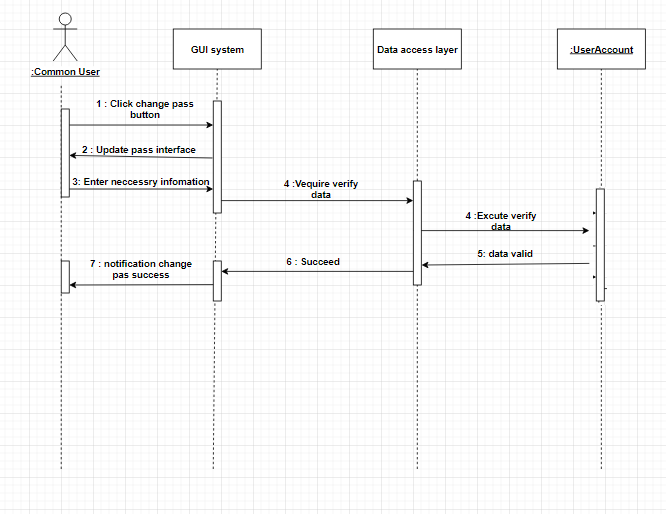 GUI system
Data access layer
:UserAccount
:Common User
1 : Click change pass
button
2 : Update pass interface
3: Enter neccessry infomation
4 :Vequire verify
data
4 :Excute verify
data
5: data valid
6 : Succeed
7 : notification change
pas success